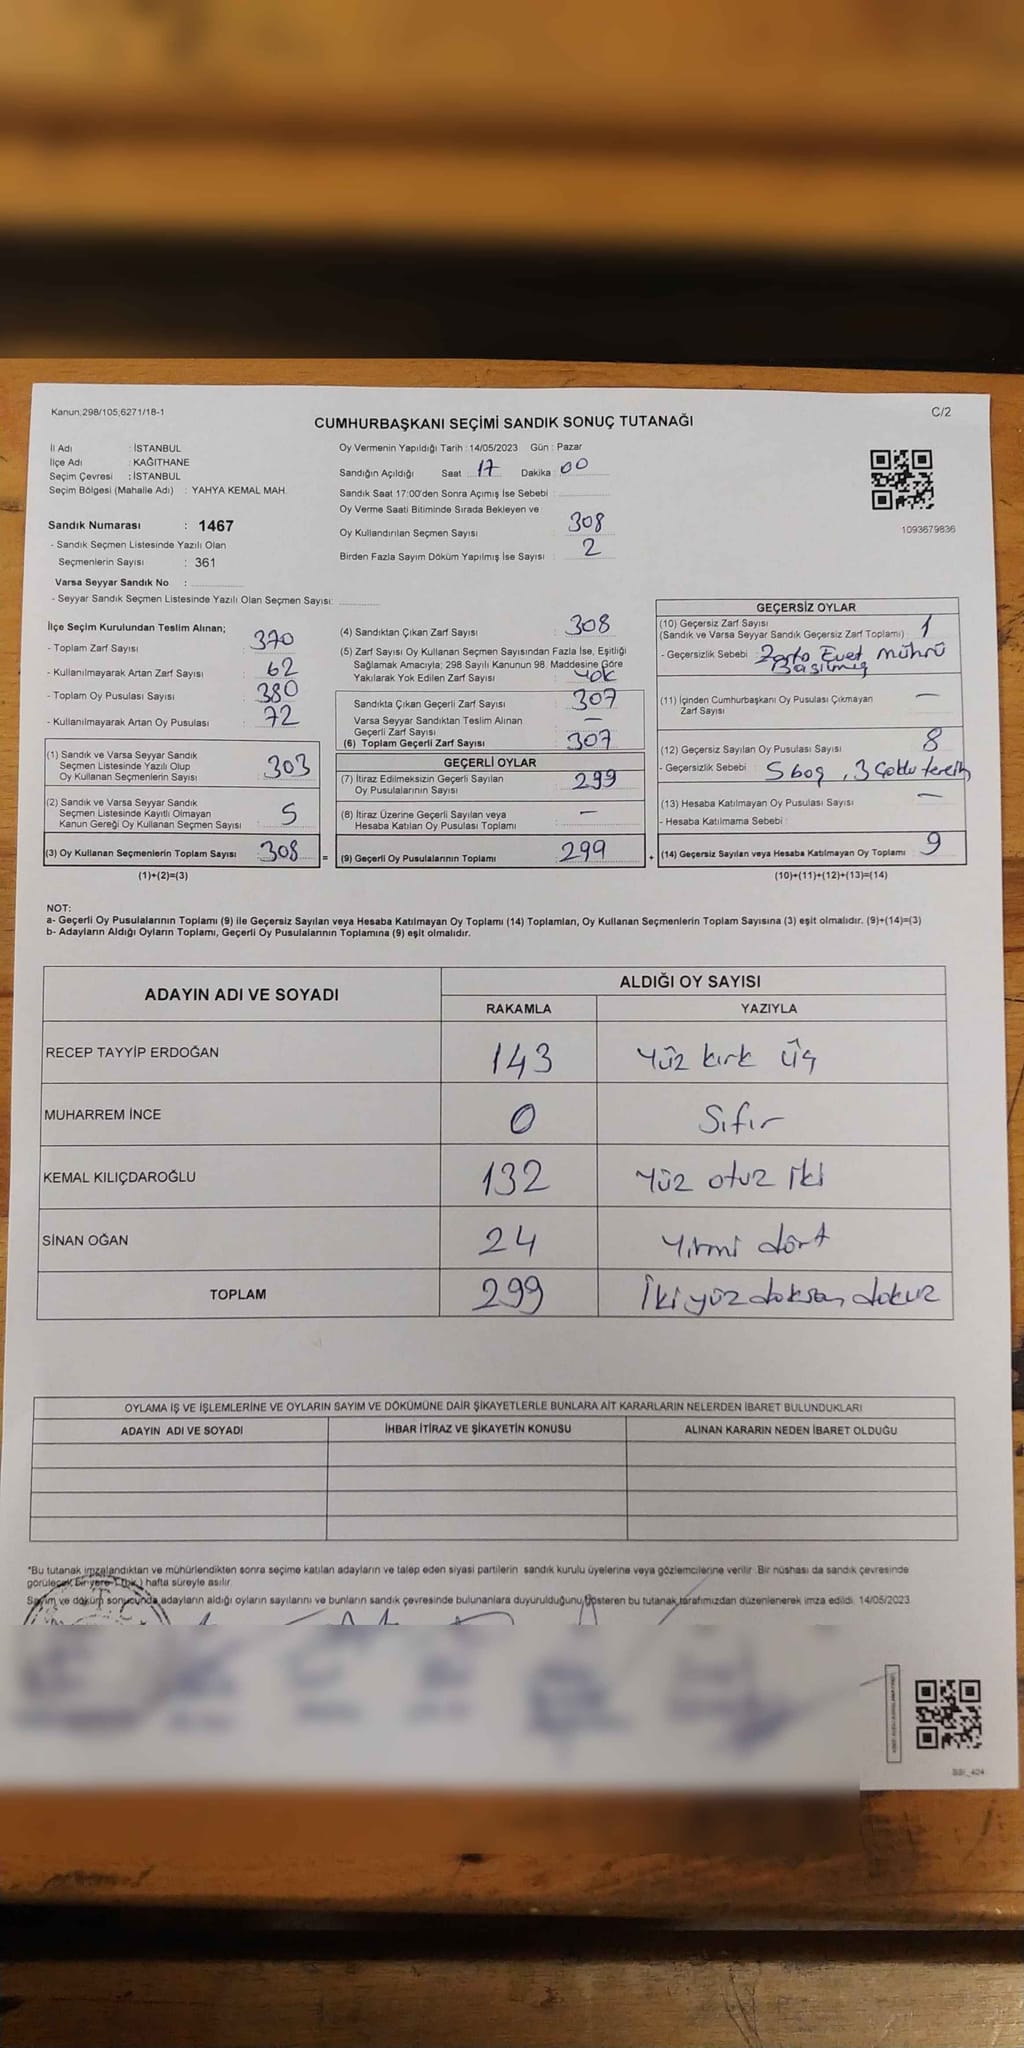 Kanun;298/105;6271/18-1
C/2
CUMHURBAŞKANI SEÇİMİ SANDIK SONUÇ TUTANAĞI
İl Adı : İSTANBUL
İlçe Adı : KAĞITHANE
Seçim Çevresi : İSTANBUL
Seçim Bölgesi (Mahalle Adı) : YAHYA KEMAL MAH.
Sandık Numarası : 1467
- Sandık Seçmen Listesinde Yazılı Olan
Seçmenlerin Sayısı : 361
Varsa Seyyar Sandık No :
- Seyyar Sandık Seçmen Listesinde Yazılı Olan Seçmen Sayısı:
Oy Vermenin Yapıldığı Tarih : 14/05/2023 Gün : Pazar
Sandığın Açıldığı Saat 17 Dakika 00
Sandık Saat 17:00'den Sonra Açımış İse Sebebi :
Oy Verme Saati Bitiminde Sırada Bekleyen ve
Oy Kullandırılan Seçmen Sayısı : 308
Birden Fazla Sayım Döküm Yapılmış İse Sayısı : 2
1093679836
İlçe Seçim Kurulundan Teslim Alınan;
- Toplam Zarf Sayısı : 370
- Kullanılmayarak Artan Zarf Sayısı : 62
- Toplam Oy Pusulası Sayısı : 380
- Kullanılmayarak Artan Oy Pusulası : 72
(1) Sandık ve Varsa Seyyar Sandık
Seçmen Listesinde Yazılı Olup
Oy Kullanan Seçmenlerin Sayısı : 303
(2) Sandık ve Varsa Seyyar Sandık
Seçmen Listesinde Kayıtlı Olmayan
Kanun Gereği Oy Kullanan Seçmen Sayısı : 5
(3) Oy Kullanan Seçmenlerin Toplam Sayısı : 308 =
(1)+(2)=(3)
(4) Sandıktan Çıkan Zarf Sayısı : 308
(5) Zarf Sayısı Oy Kullanan Seçmen Sayısından Fazla İse, Eşitliği
Sağlamak Amacıyla; 298 Sayılı Kanunun 98. Maddesine Göre
Yakılarak Yok Edilen Zarf Sayısı : yok
Sandıkta Çıkan Geçerli Zarf Sayısı : 307
Varsa Seyyar Sandıktan Teslim Alınan
Geçerli Zarf Sayısı : —
(6) Toplam Geçerli Zarf Sayısı : 307
GEÇERLİ OYLAR
(7) İtiraz Edilmeksizin Geçerli Sayılan
Oy Pusulalarının Sayısı : 299
(8) İtiraz Üzerine Geçerli Sayılan veya
Hesaba Katılan Oy Pusulası Toplamı : —
(9) Geçerli Oy Pusulalarının Toplamı : 299 +
GEÇERSİZ OYLAR
(10) Geçersiz Zarf Sayısı
(Sandık ve Varsa Seyyar Sandık Geçersiz Zarf Toplamı) : 1
- Geçersizlik Sebebi : Zarfa Evet mührü
Basılmış
(11) İçinden Cumhurbaşkanı Oy Pusulası Çıkmayan
Zarf Sayısı : —
(12) Geçersiz Sayılan Oy Pusulası Sayısı : 8
- Geçersizlik Sebebi : 5 boş, 3 çoklu tercih
(13) Hesaba Katılmayan Oy Pusulası Sayısı : —
- Hesaba Katılmama Sebebi :
(14) Geçersiz Sayılan veya Hesaba Katılmayan Oy Toplamı : 9
(10)+(11)+(12)+(13)=(14)
NOT:
a- Geçerli Oy Pusulalarının Toplamı (9) ile Geçersiz Sayılan veya Hesaba Katılmayan Oy Toplamı (14) Toplamları, Oy Kullanan Seçmenlerin Toplam Sayısına (3) eşit olmalıdır. (9)+(14)=(3)
b- Adayların Aldığı Oyların Toplamı, Geçerli Oy Pusulalarının Toplamına (9) eşit olmalıdır.
ADAYIN ADI VE SOYADI ALDIĞI OY SAYISI
RAKAMLA YAZIYLA
RECEP TAYYİP ERDOĞAN 143 Yüz kırk üç
MUHARREM İNCE 0 Sıfır
KEMAL KILIÇDAROĞLU 132 Yüz otuz iki
SİNAN OĞAN 24 Yirmi dört
TOPLAM 299 İki yüz doksan dokuz
OYLAMA İŞ VE İŞLEMLERİNE VE OYLARIN SAYIM VE DÖKÜMÜNE DAİR ŞİKAYETLERLE BUNLARA AİT KARARLARIN NELERDEN İBARET BULUNDUKLARI
ADAYIN ADI VE SOYADI İHBAR İTİRAZ VE ŞİKAYETİN KONUSU ALINAN KARARIN NEDEN İBARET OLDUĞU
*Bu tutanak imzalandıktan ve mühürlendikten sonra seçime katılan adayların ve talep eden siyasi partilerin sandık kurulu üyelerine veya gözlemcilerine verilir. Bir nüshası da sandık çevresinde
görülecek bir yere 1 (bir) hafta süreyle asılır.
Sayım ve döküm sonucunda adayların aldığı oyların sayılarını ve bunların sandık çevresinde bulunanlara duyurulduğunu gösteren bu tutanak tarafımızdan düzenlenerek imza edildi. 14/05/2023